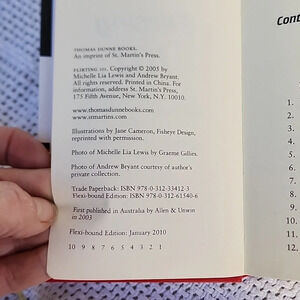 THOMAS DUNNE BOOKS.
An imprint of St. Martin's Press.
FLIRTING 101. Copyright © 2005 by
Michelle Lia Lewis and Andrew Bryant.
All rights reserved. Printed in China. For
information, address St. Martin's Press,
175 Fifth Avenue, New York, N.Y. 10010.
www.thomasdunnebooks.com
www.stmartins.com
Illustrations by Jane Cameron, Fisheye Design,
reprinted with permission.
Photo of Michelle Lia Lewis by Graeme Gillies.
Photo of Andrew Bryant courtesy of author's
private collection.
Trade Paperback: ISBN 978-0-312-33412-3
Flexi-bound Edition: ISBN 978-0-312-61540-6
First published in Australia by Allen & Unwin
in 2003
Flexi-bound Edition: January 2010
10 9 8 7 6 5 4 3 2 1
Cont
1.
2.
3.
4.
5.
6.
7.
8.
9.
10.
11.
12.